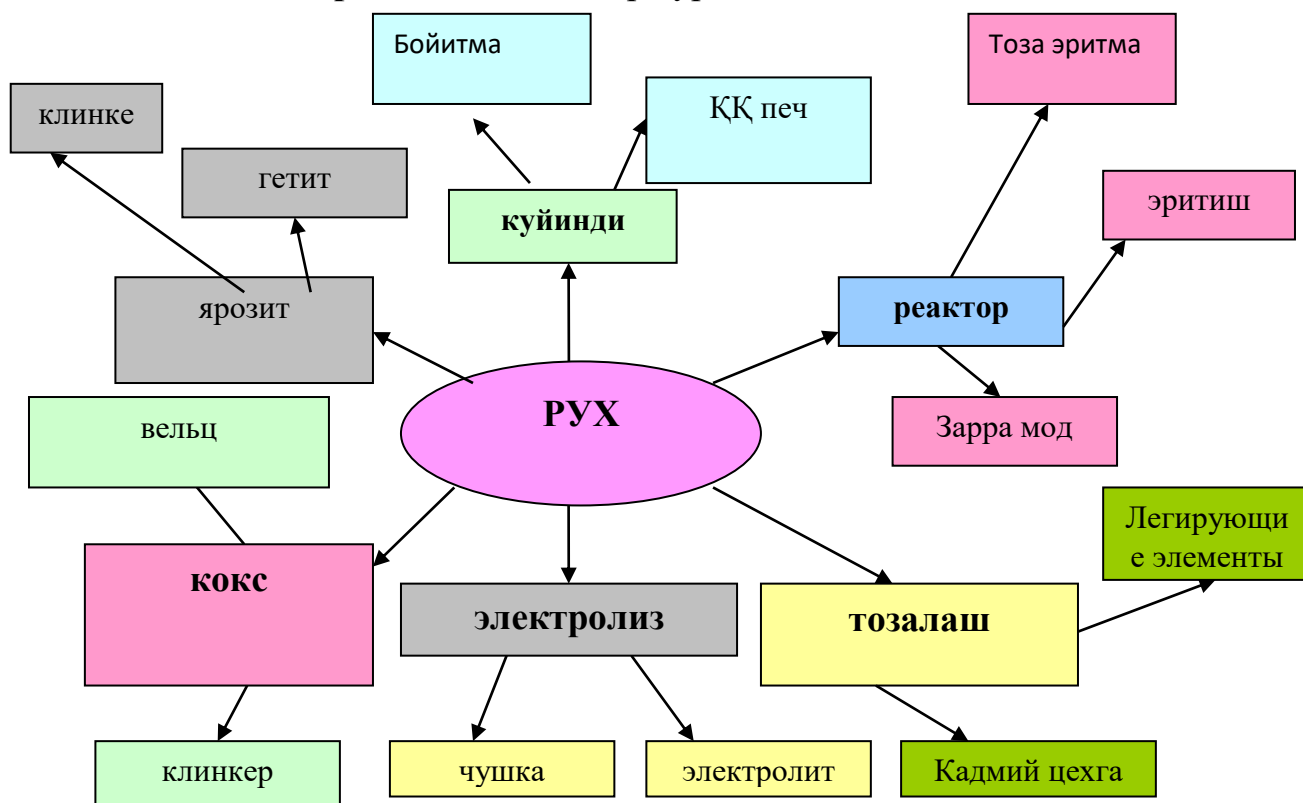 Бойитма
Тоза эритма
клинке
ҚҚ печ
гетит
эритиш
куйинди
ярозит
реактор
РУХ
вельц
Зарра мод
Легирующи
е элементы
кокс
электролиз
тозалаш
клинкер
чушка
электролит
Кадмий цехга